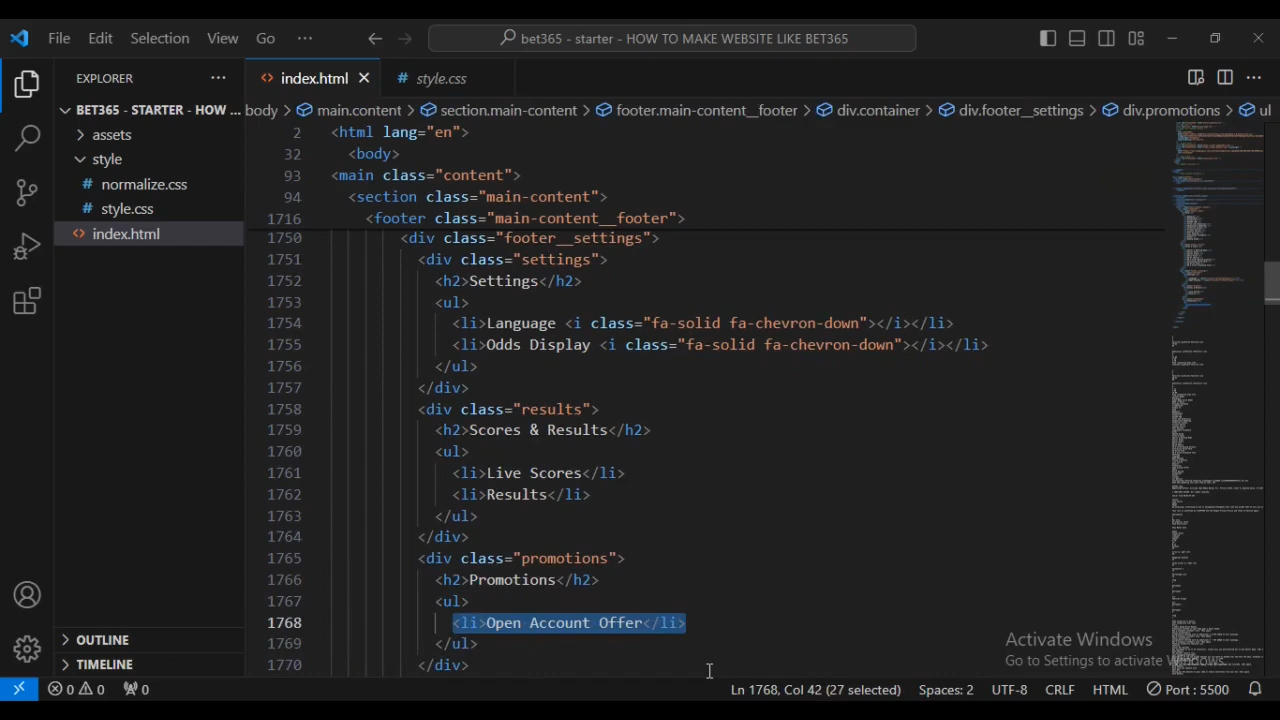 File Edit Selection View Go ··· bet365 - starter - HOW TO MAKE WEBSITE LIKE BET365
EXPLORER ··· index.html # style.css ···
BET365 - STARTER - HOW ... body > main.content > section.main-content > footer.main-content__footer > div.container > div.footer__settings > div.promotions > ul
assets
style
# normalize.css
# style.css
index.html
2 <html lang="en">
32 <body>
93 <main class="content">
94 <section class="main-content">
1716 <footer class="main-content__footer">
1750 <div class="footer__settings">
1751 <div class="settings">
1752 <h2>Settings</h2>
1753 <ul>
1754 <li>Language <i class="fa-solid fa-chevron-down"></i></li>
1755 <li>Odds Display <i class="fa-solid fa-chevron-down"></i></li>
1756 </ul>
1757 </div>
1758 <div class="results">
1759 <h2>Scores & Results</h2>
1760 <ul>
1761 <li>Live Scores</li>
1762 <li>Results</li>
1763 </ul>
1764 </div>
1765 <div class="promotions">
1766 <h2>Promotions</h2>
1767 <ul>
1768 <li>Open Account Offer</li>
1769 </ul>
1770 </div>
OUTLINE
TIMELINE
Activate Windows
Go to Settings to activate Windows.
0 0 0 Ln 1768, Col 42 (27 selected) Spaces: 2 UTF-8 CRLF HTML Port : 5500